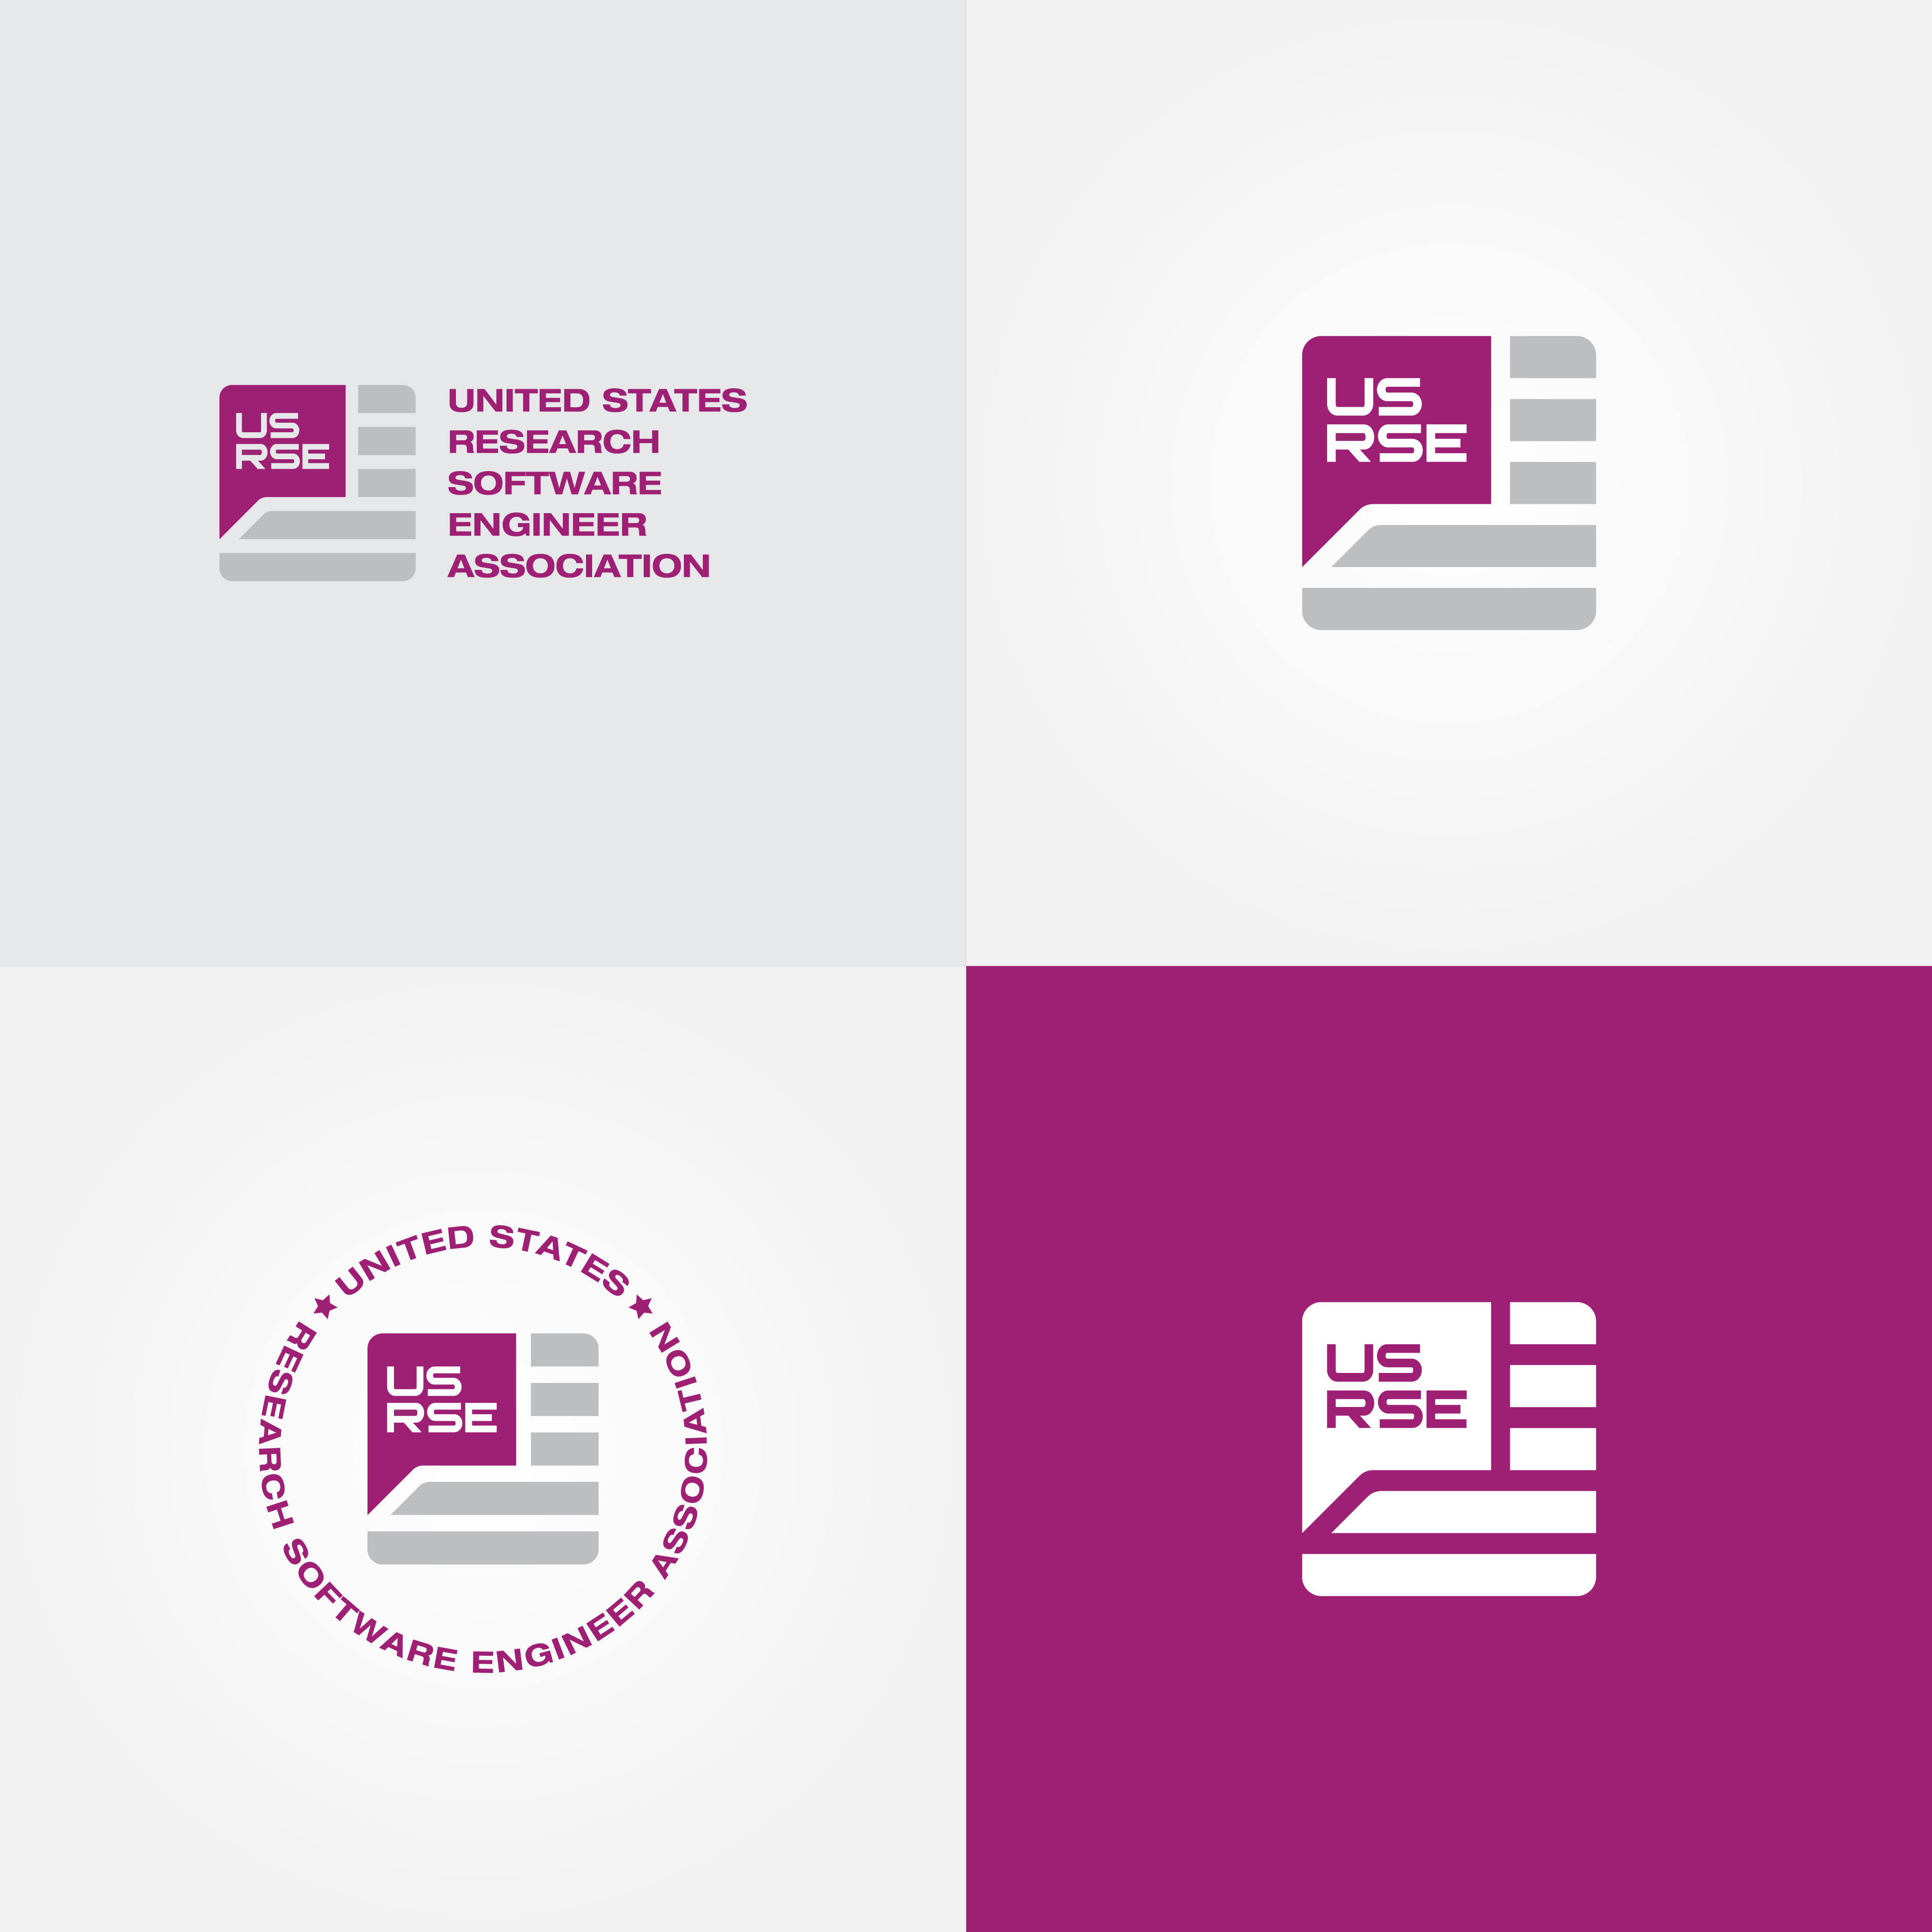 US
RSE
UNITED STATES
RESEARCH
SOFTWARE
ENGINEER
ASSOCIATION
US
RSE
UNITED STATES
RESEARCH SOFTWARE ENGINEER ASSOCIATION
US
RSE
US
RSE